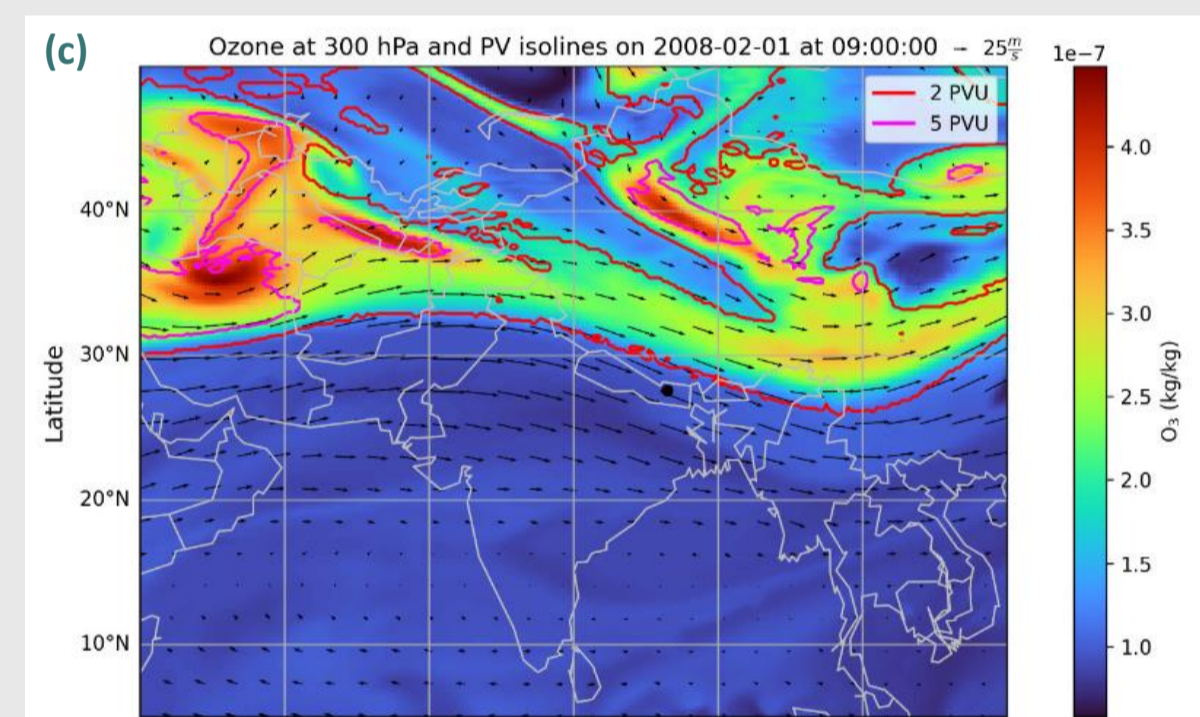 (c)
Ozone at 300 hPa and PV isolines on 2008-02-01 at 09:00:00 – 25 m/s
1e−7
2 PVU
5 PVU
40°N
30°N
20°N
10°N
Latitude
4.0
3.5
3.0
2.5
2.0
1.5
1.0
O₃ (kg/kg)